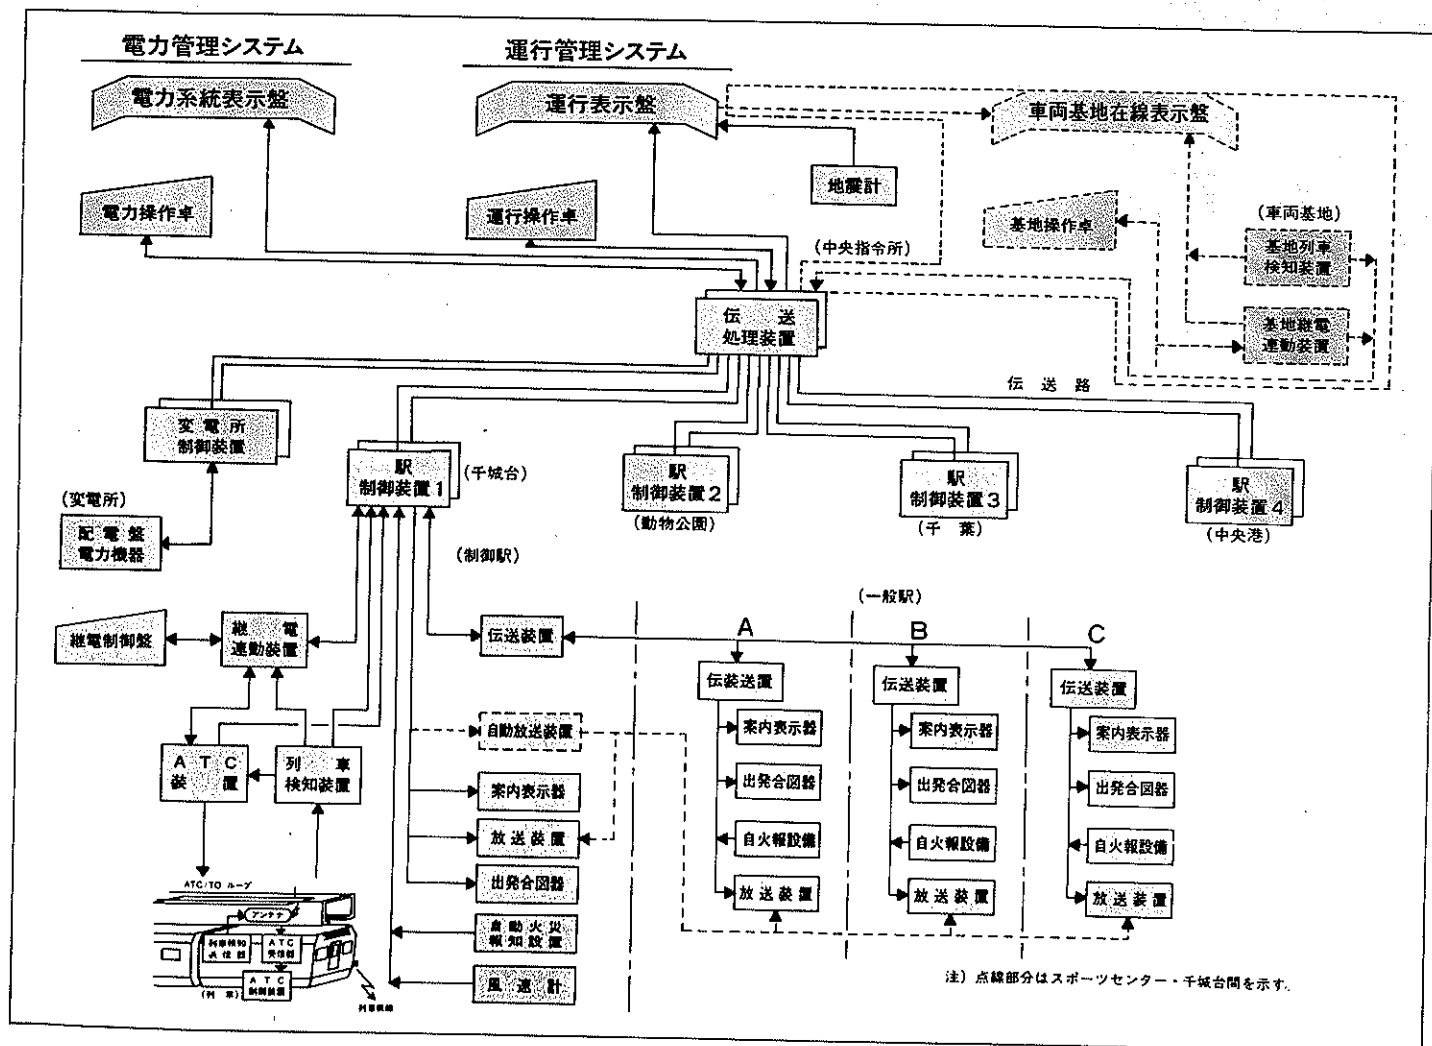 電力管理システム
運行管理システム
電力系統表示盤
運行表示盤
車両基地在線表示盤
地震計
電力操作卓
運行操作卓
基地操作卓
(車両基地)
基地列車
検知装置
(中央指令所)
伝送
処理装置
基地継電
連動装置
伝送路
変電所
制御装置
駅
制御装置1
(千城台)
駅
制御装置2
(動物公園)
駅
制御装置3
(千葉)
駅
制御装置4
(中央港)
(変電所)
配電盤
電力機器
(制御駅)
(一般駅)
継電制御盤
継電
連動装置
伝送装置
A
B
C
伝装送置
伝送装置
伝送装置
自動放送装置
案内表示器
案内表示器
案内表示器
ATC
装置
列車
検知装置
案内表示器
出発合図器
出発合図器
出発合図器
放送装置
自火報設備
自火報設備
自火報設備
出発合図器
放送装置
放送装置
放送装置
ATC/TO ループ
アンテナ
列車検知
ATC
受信器
ATC
制御装置
(列車)
列車無線
自動火災
報知設置
風速計
注) 点線部分はスポーツセンター・千城台間を示す。